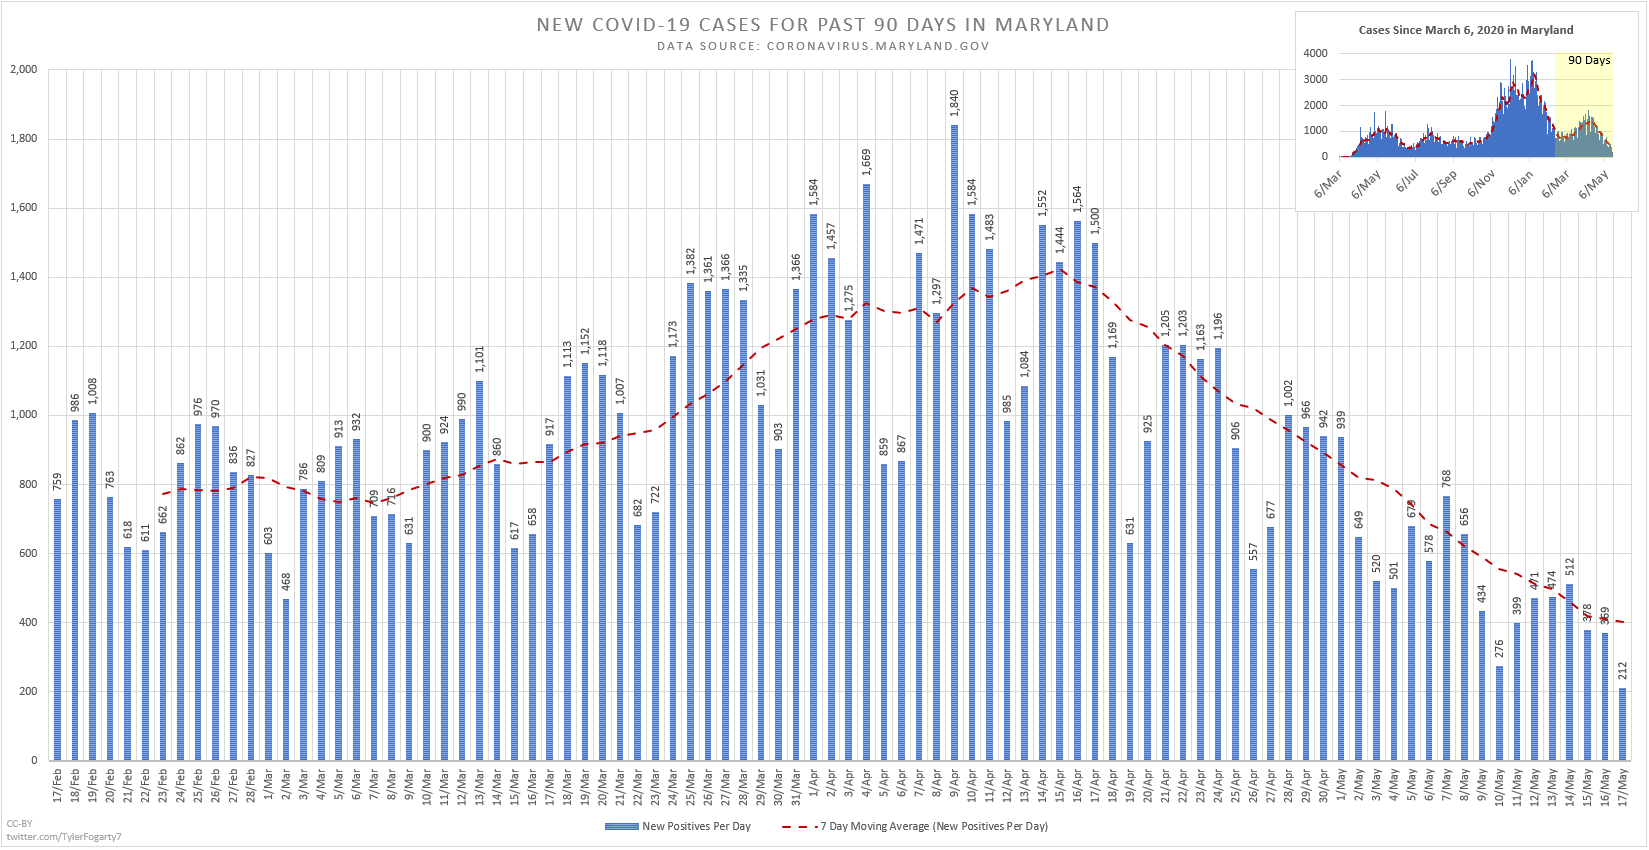 NEW COVID-19 CASES FOR PAST 90 DAYS IN MARYLAND
DATA SOURCE: CORONAVIRUS.MARYLAND.GOV
Cases Since March 6, 2020 in Maryland
90 Days
4000
3000
2000
1000
0
6/Mar 6/May 6/Jul 6/Sep 6/Nov 6/Jan 6/Mar 6/May
2,000
1,800
1,600
1,400
1,200
1,000
800
600
400
200
0
759 986 1,008 763 618 611 662 862 976 970 836 827 603 468 786 809 913 932 709 716 631 900 924 990 1,101 860 617 658 917 1,113 1,152 1,118 1,007 682 722 1,173 1,382 1,361 1,366 1,335 1,031 903 1,366 1,584 1,457 1,275 1,669 859 867 1,471 1,297 1,840 1,584 1,483 985 1,084 1,552 1,444 1,564 1,500 1,169 631 925 1,205 1,203 1,163 1,196 906 557 677 1,002 966 942 939 649 520 501 679 578 768 656 434 276 399 471 474 512 378 369 212
17/Feb 18/Feb 19/Feb 20/Feb 21/Feb 22/Feb 23/Feb 24/Feb 25/Feb 26/Feb 27/Feb 28/Feb 1/Mar 2/Mar 3/Mar 4/Mar 5/Mar 6/Mar 7/Mar 8/Mar 9/Mar 10/Mar 11/Mar 12/Mar 13/Mar 14/Mar 15/Mar 16/Mar 17/Mar 18/Mar 19/Mar 20/Mar 21/Mar 22/Mar 23/Mar 24/Mar 25/Mar 26/Mar 27/Mar 28/Mar 29/Mar 30/Mar 31/Mar 1/Apr 2/Apr 3/Apr 4/Apr 5/Apr 6/Apr 7/Apr 8/Apr 9/Apr 10/Apr 11/Apr 12/Apr 13/Apr 14/Apr 15/Apr 16/Apr 17/Apr 18/Apr 19/Apr 20/Apr 21/Apr 22/Apr 23/Apr 24/Apr 25/Apr 26/Apr 27/Apr 28/Apr 29/Apr 30/Apr 1/May 2/May 3/May 4/May 5/May 6/May 7/May 8/May 9/May 10/May 11/May 12/May 13/May 14/May 15/May 16/May 17/May
New Positives Per Day
7 Day Moving Average (New Positives Per Day)
CC-BY
twitter.com/TylerFogarty7